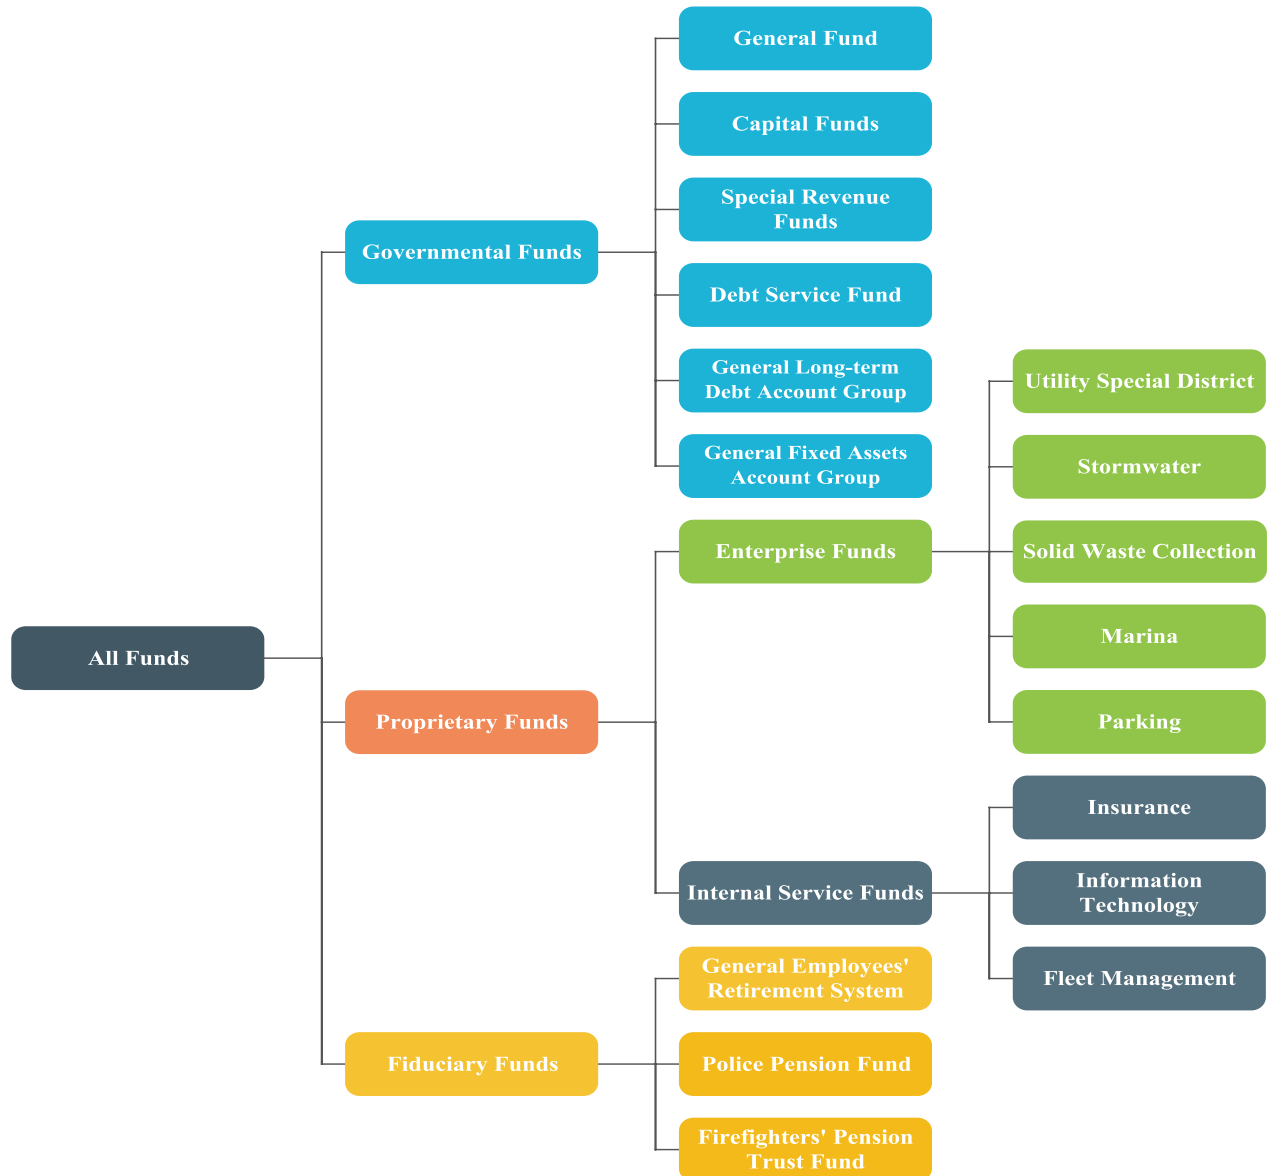 All Funds
Governmental Funds
General Fund
Capital Funds
Special Revenue
Funds
Debt Service Fund
General Long-term
Debt Account Group
General Fixed Assets
Account Group
Proprietary Funds
Enterprise Funds
Utility Special District
Stormwater
Solid Waste Collection
Marina
Parking
Internal Service Funds
Insurance
Information
Technology
Fleet Management
Fiduciary Funds
General Employees'
Retirement System
Police Pension Fund
Firefighters' Pension
Trust Fund